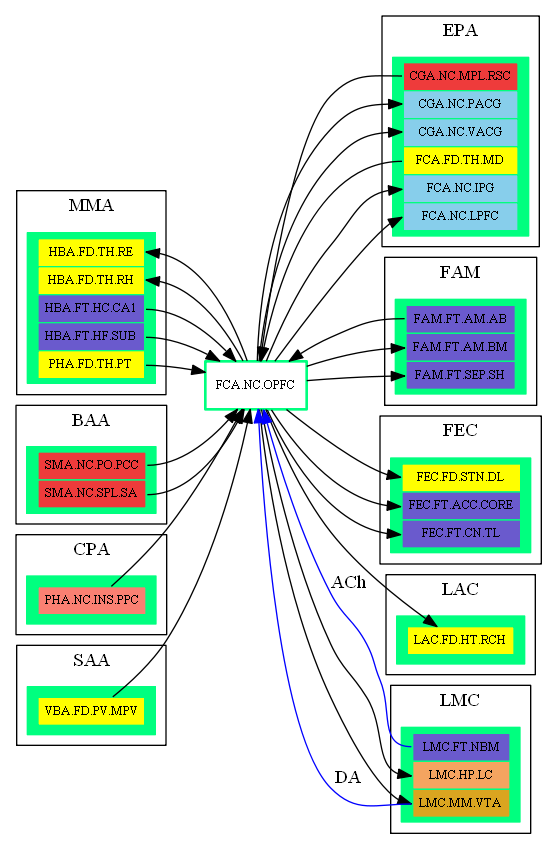 EPA
CGA.NC.MPL.RSC
CGA.NC.PACG
CGA.NC.VACG
FCA.FD.TH.MD
FCA.NC.IPG
FCA.NC.LPFC
MMA
HBA.FD.TH.RE
HBA.FD.TH.RH
HBA.FT.HC.CA1
HBA.FT.HF.SUB
PHA.FD.TH.PT
FAM
FAM.FT.AM.AB
FAM.FT.AM.BM
FAM.FT.SEP.SH
FCA.NC.OPFC
BAA
SMA.NC.PO.PCC
SMA.NC.SPL.SA
FEC
FEC.FD.STN.DL
FEC.FT.ACC.CORE
FEC.FT.CN.TL
CPA
PHA.NC.INS.PPC
ACh
LAC
LAC.FD.HT.RCH
SAA
VBA.FD.PV.MPV
LMC
LMC.FT.NBM
LMC.HP.LC
LMC.MM.VTA
DA